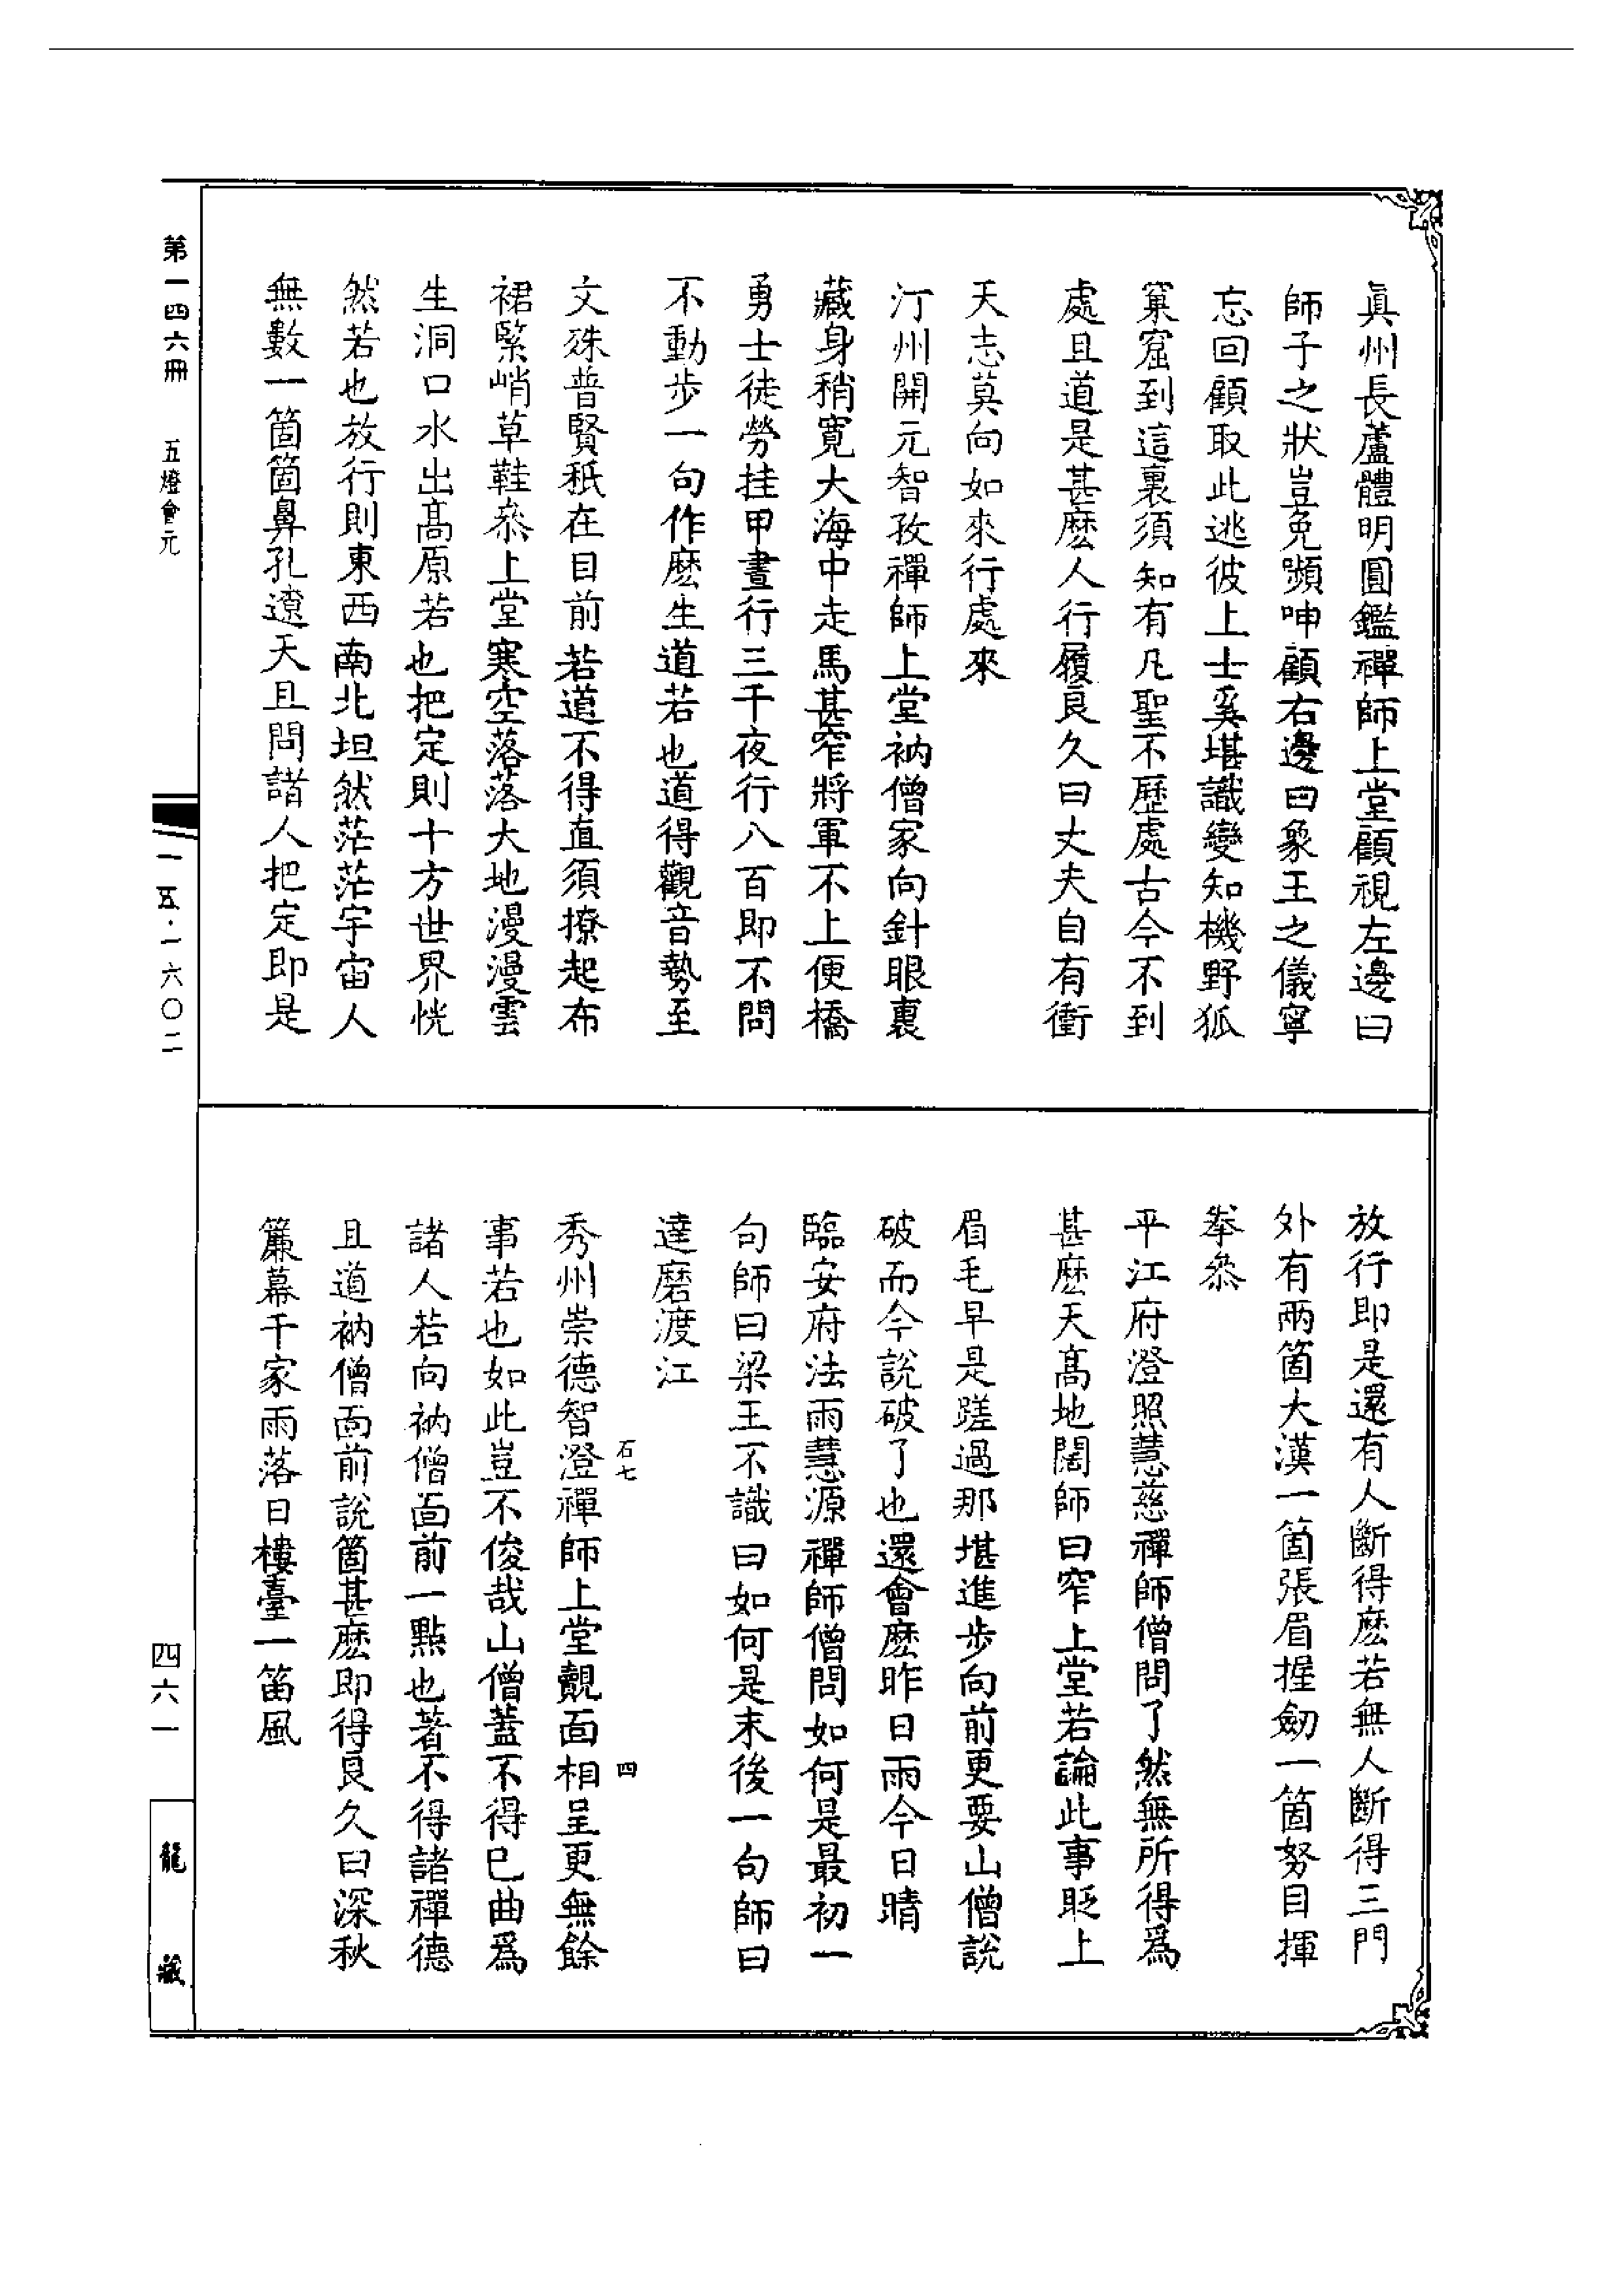 真州長蘆體明圓鑑禪師上堂顧視左邊曰
師子之狀豈免嚬呻顧右邊曰象王之儀寧
忘回顧取此逃彼上士奚堪識變知機野狐
窠窟到這裏須知有凡聖不歷處古今不到
處且道是甚麽人行履良久曰丈夫自有衝
天志莫向如來行處來
汀州開元智孜禪師上堂衲僧家向針眼裏
藏身稍寬大海中走馬甚窄將軍不上便橋
勇士徒勞挂甲晝行三千夜行八百即不問
不動步一句作麽生道若也道得觀音勢至
文殊普賢秪在目前若道不得直須撩起布
裙緊峭草鞋叅上堂寒空落落大地漫漫雲
生洞口水出高原若也把定則十方世界恍
然若也放行則東西南北坦然茫茫宇宙人
無數一箇箇鼻孔遼天且問諸人把定即是
放行即是還有人斷得麽若無人斷得三門
外有兩箇大漢一箇張眉握劒一箇努目揮
拳叅
平江府澄照慧慈禪師僧問了然無所得爲
甚麽天高地闊師曰窄上堂若論此事眨上
眉毛早是蹉過那堪進步向前更要山僧說
破而今說破了也還會麽昨日雨今日晴
臨安府法雨慧源禪師僧問如何是最初一
句師曰梁王不識曰如何是末後一句師曰
達磨渡江
石七 四
秀州崇德智澄禪師上堂覿面相呈更無餘
事若也如此豈不俊哉山僧蓋不得已曲爲
諸人若向衲僧面前一點也著不得諸禪德
且道衲僧面前說箇甚麽即得良久曰深秋
簾幕千家雨落日樓臺一笛風
第一四六冊 五燈會元
一五·一六〇二
四六一
龍藏